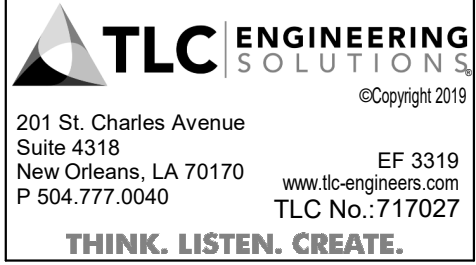 TLC ENGINEERING
SOLUTIONS®
©Copyright 2019
201 St. Charles Avenue
Suite 4318
New Orleans, LA 70170
P 504.777.0040
EF 3319
www.tlc-engineers.com
TLC No.:717027
THINK. LISTEN. CREATE.